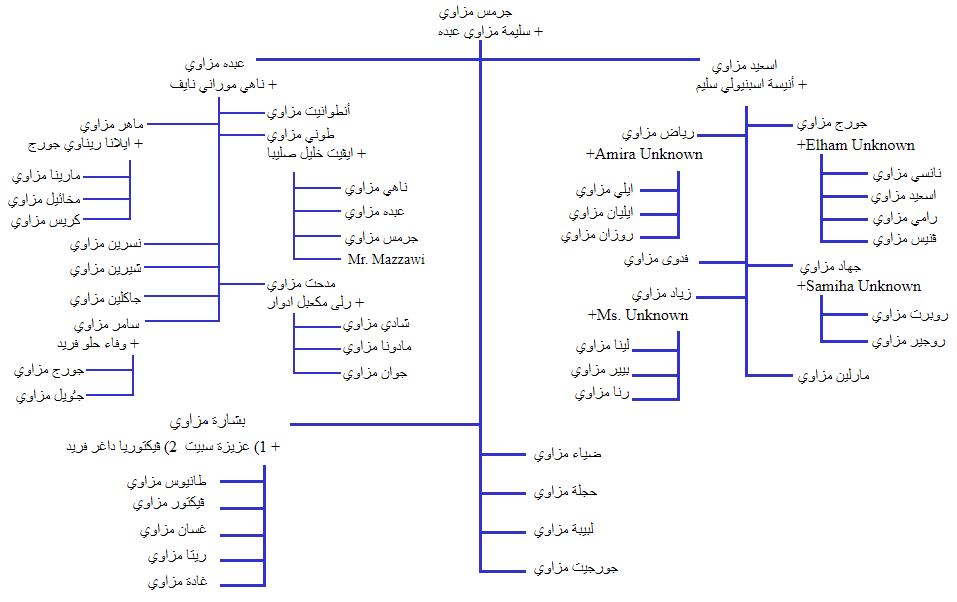 جرمس مزاوي
+ سليمة مزاوي عبده
اسعيد مزاوي
+ أنيسة اسبنيولي سليم
جورج مزاوي
+Elham Unknown
نانسي مزاوي
اسعيد مزاوي
رامي مزاوي
ڤنيس مزاوي
رياض مزاوي
+Amira Unknown
ايلي مزاوي
ايليان مزاوي
روزان مزاوي
فدوى مزاوي
جهاد مزاوي
+Samiha Unknown
روبرت مزاوي
روجير مزاوي
زياد مزاوي
+Ms. Unknown
لينا مزاوي
بيير مزاوي
رنا مزاوي
مارلين مزاوي
عبده مزاوي
+ ناهي موراني نايف
أنطوانيت مزاوي
ماهر مزاوي
+ ايلانا ريناوي جورج
مارينا مزاوي
مخائيل مزاوي
كريس مزاوي
طوني مزاوي
+ ايڤيت خليل صليبا
ناهي مزاوي
عبده مزاوي
جرمس مزاوي
Mr. Mazzawi
نسرين مزاوي
شيرين مزاوي
مدحت مزاوي
+ رلى مكعبل ادوار
شادي مزاوي
مادونا مزاوي
جوان مزاوي
جاكلين مزاوي
سامر مزاوي
+ وفاء حلو فريد
جورج مزاوي
جـُويل مزاوي
بشارة مزاوي
+ 1) عزيزة سبيت 2) ڤيكتوريا داغر فريد
طانيوس مزاوي
ڤيكتور مزاوي
غسان مزاوي
ريتا مزاوي
غادة مزاوي
ضياء مزاوي
حجلة مزاوي
لبيبة مزاوي
جورجيت مزاوي